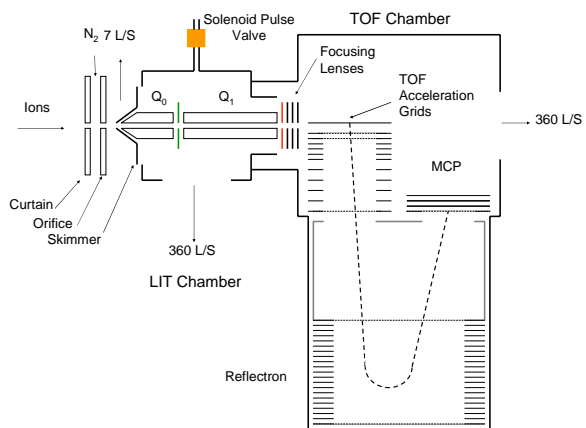 Solenoid Pulse
Valve
TOF Chamber
N2 7 L/S
Focusing
Lenses
Q0
Q1
TOF
Acceleration
Grids
Ions
360 L/S
MCP
Curtain
Orifice
Skimmer
360 L/S
LIT Chamber
Reflectron